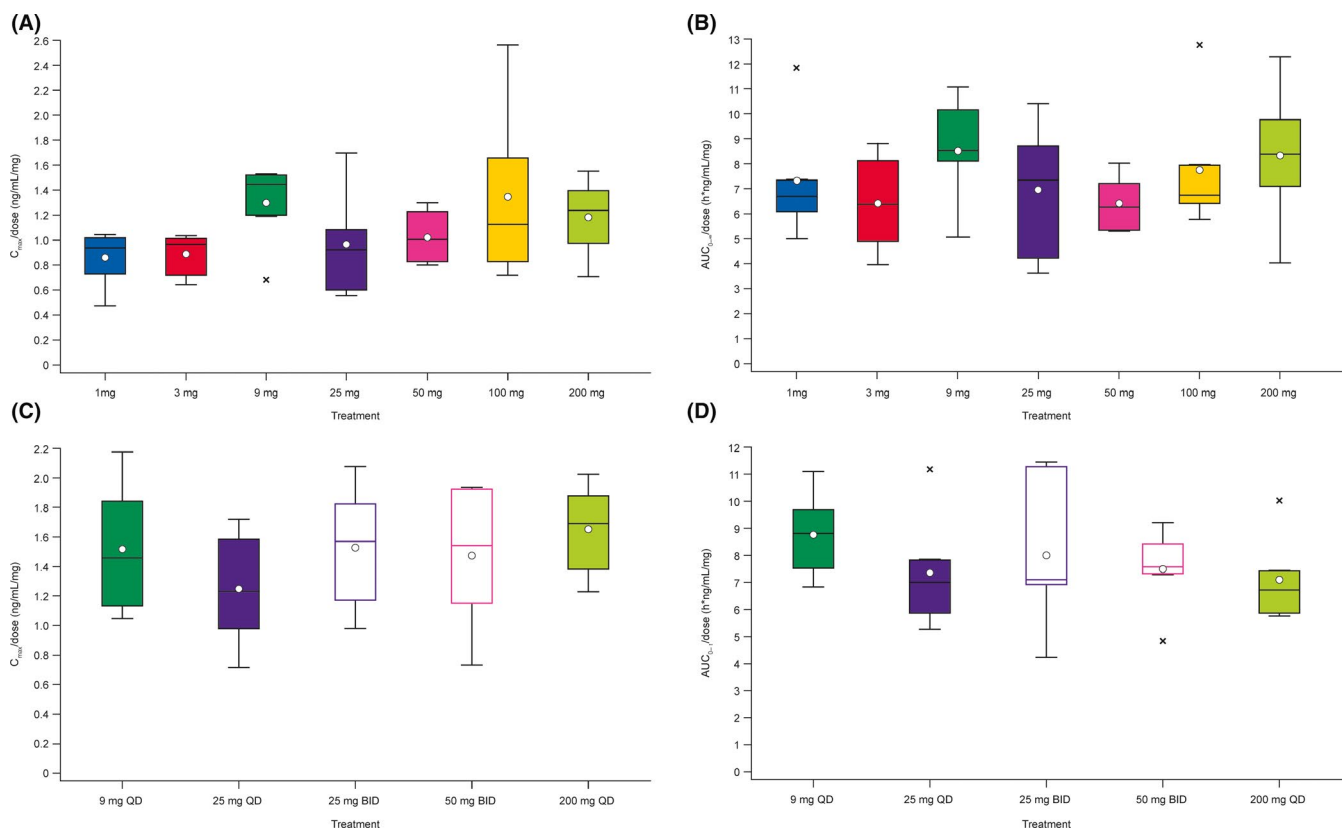 (A)
C_max/dose (ng/mL/mg)
2.6
2.4
2.2
2.0
1.8
1.6
1.4
1.2
1.0
0.8
0.6
0.4
0.2
0
1mg
3 mg
9 mg
25 mg
50 mg
100 mg
200 mg
Treatment
(B)
AUC_0–∞/dose (h*ng/mL/mg)
13
12
11
10
9
8
7
6
5
4
3
2
1
0
1mg
3 mg
9 mg
25 mg
50 mg
100 mg
200 mg
Treatment
(C)
C_max/dose (ng/mL/mg)
2.2
2.0
1.8
1.6
1.4
1.2
1.0
0.8
0.6
0.4
0.2
0
9 mg QD
25 mg QD
25 mg BID
50 mg BID
200 mg QD
Treatment
(D)
/dose (h*ng/mL/mg)
12
11
10
9
8
7
6
5
4
3
2
1
0
9 mg QD
25 mg QD
25 mg BID
50 mg BID
200 mg QD
Treatment